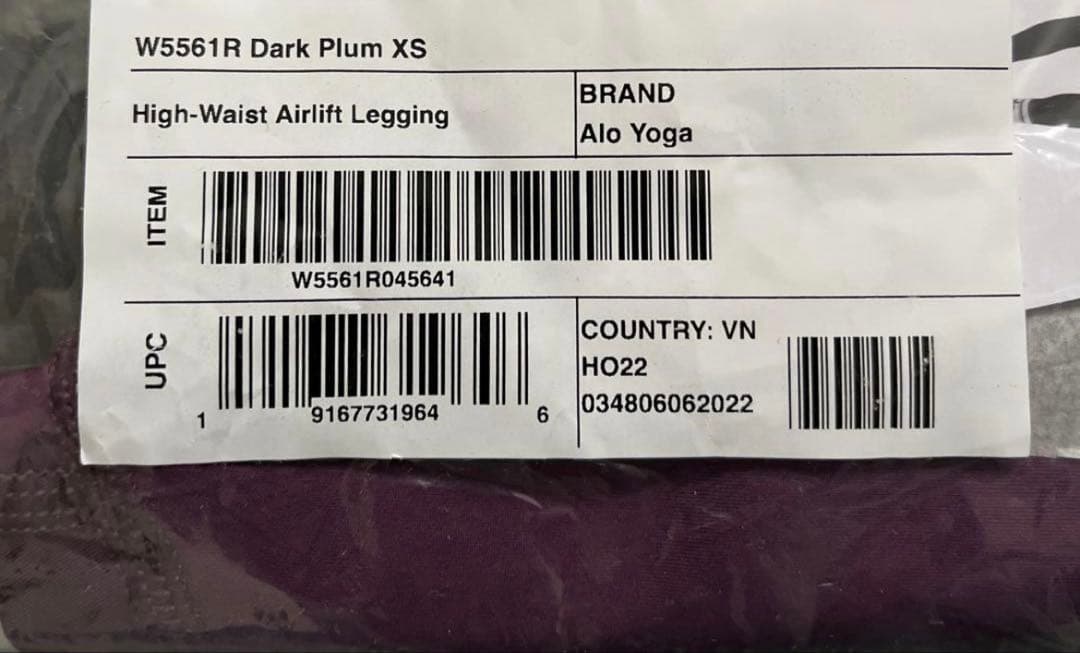 W5561R Dark Plum XS
High-Waist Airlift Legging
BRAND
Alo Yoga
ITEM
W5561R045641
UPC
1 9167731964 6
COUNTRY: VN
HO22
034806062022